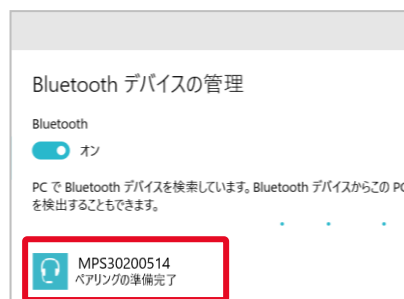 Bluetooth デバイスの管理
Bluetooth
オン
PC で Bluetooth デバイスを検索しています。Bluetooth デバイスからこの PC
を検出することもできます。
MPS30200514
ペアリングの準備完了